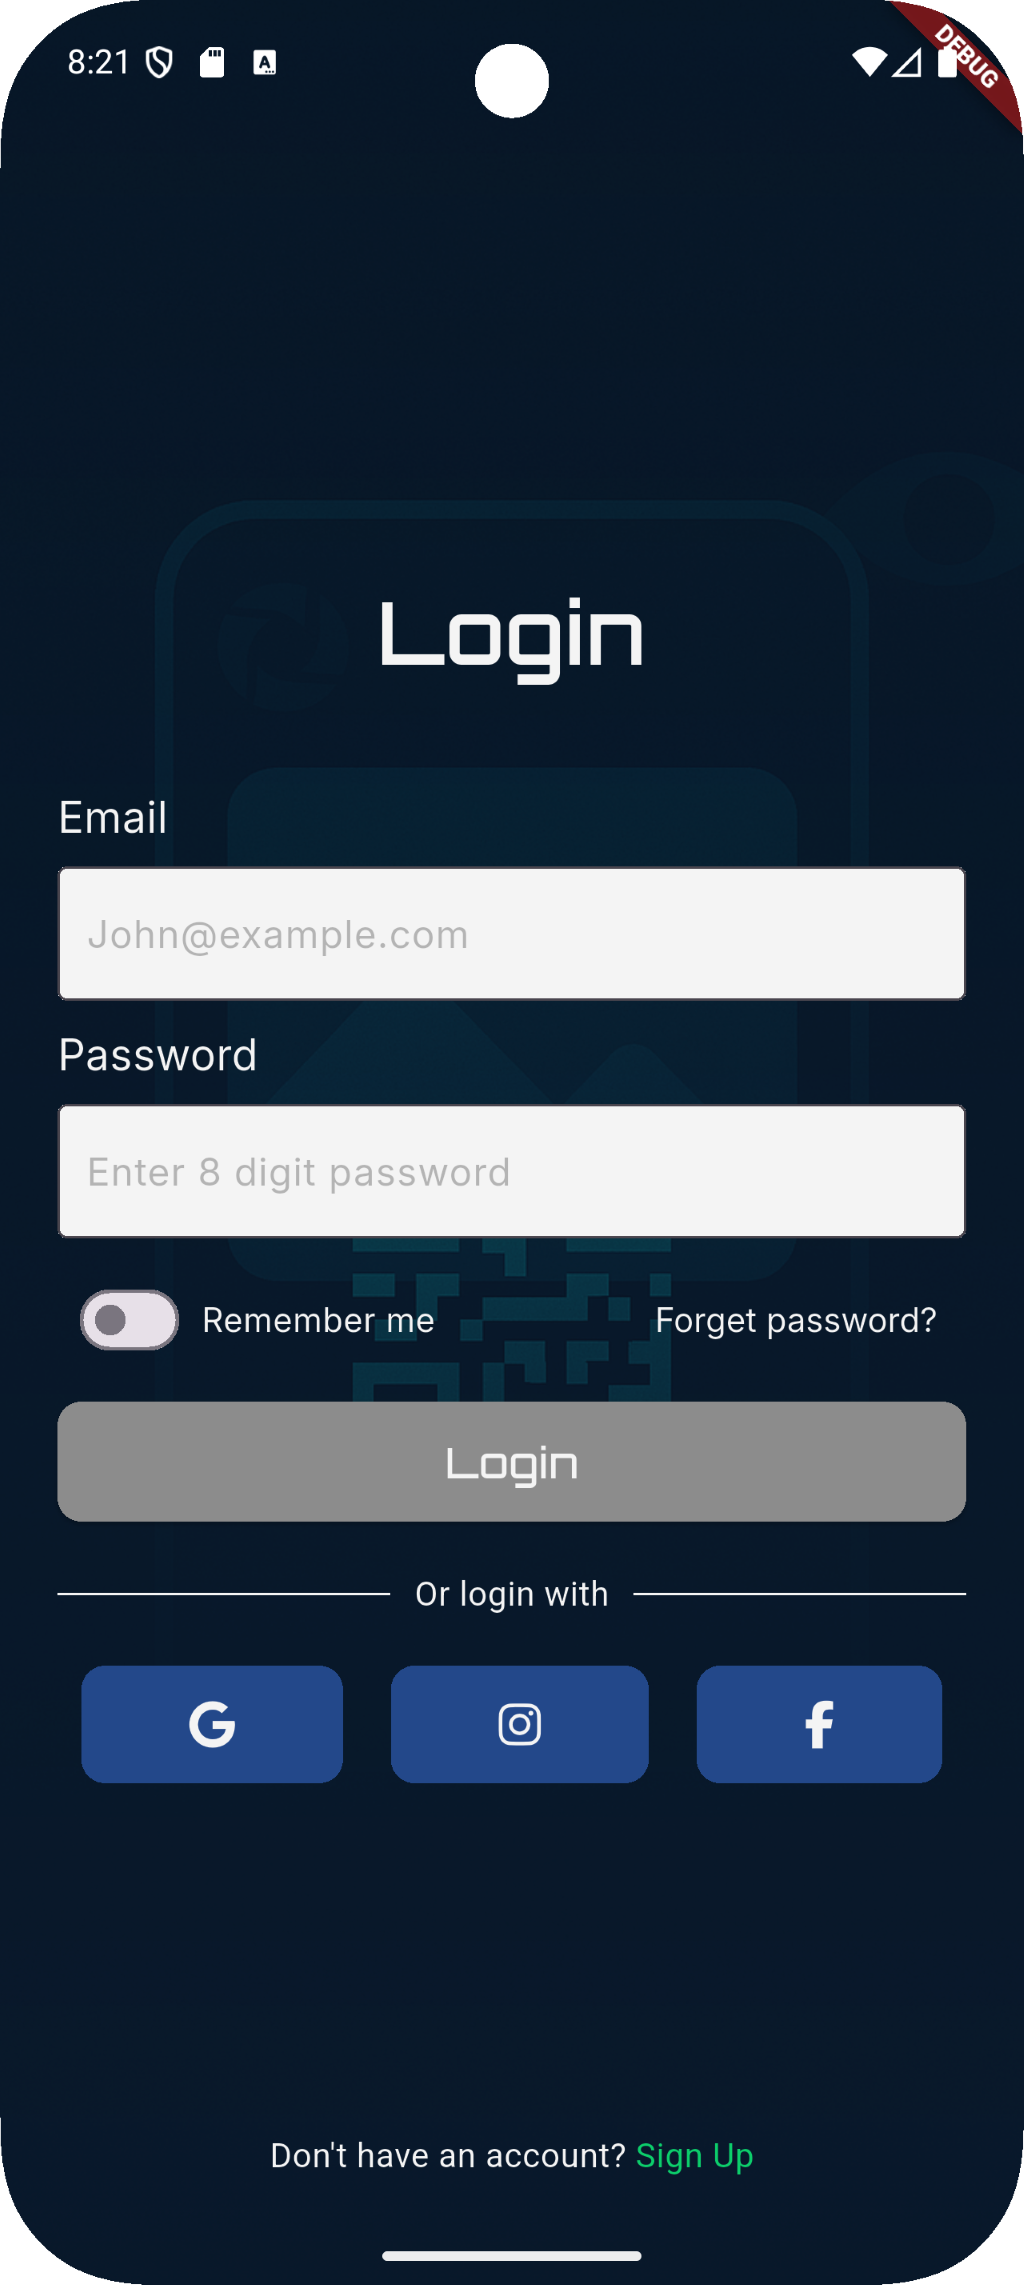 8:21
DEBUG
Login
Email
John@example.com
Password
Enter 8 digit password
Remember me Forget password?
Login
Or login with
Don't have an account? Sign Up